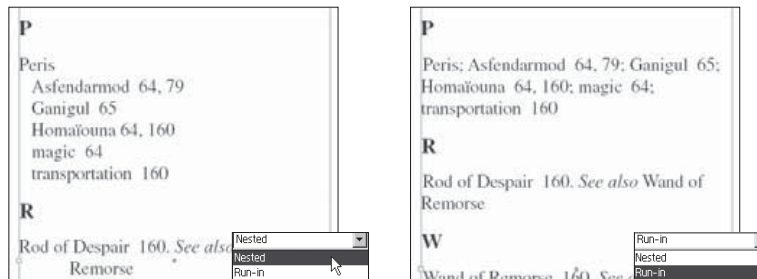 P
Peris
Asfendarmod 64, 79
Ganigul 65
Homaïouna 64, 160
magic 64
transportation 160
R
Rod of Despair 160. See also
Remorse
Nested
Nested
Run-in
P
Peris; Asfendarmod 64, 79; Ganigul 65;
Homaïouna 64, 160; magic 64;
transportation 160
R
Rod of Despair 160. See also Wand of
Remorse
W
Wand of Remorse 160. See
Run-in
Nested
Run-in